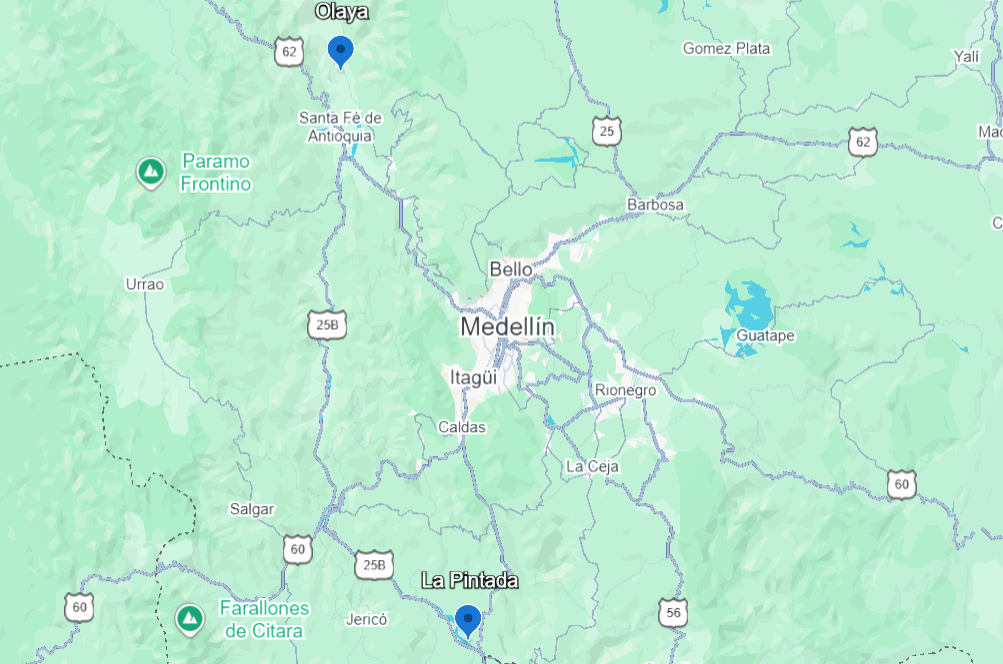 Olaya
62
Gomez Plata
Yalí
Santa Fé de
Antioquia
25
62
Paramo
Frontino
Barbosa
Bello
Urrao
25B
Medellín
Guatape
Itagüi
Rionegro
Caldas
La Ceja
60
Salgar
60
25B
La Pintada
60
Farallones
de Citara
Jericó
56